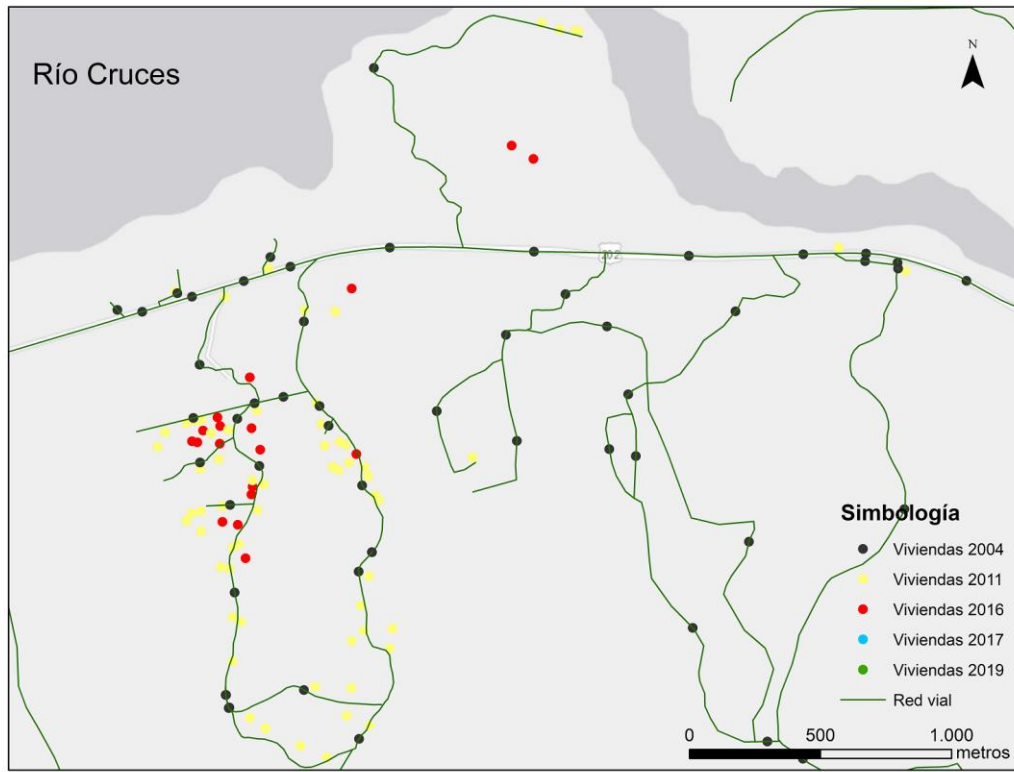 Río Cruces
N
202
Simbología
Viviendas 2004
Viviendas 2011
Viviendas 2016
Viviendas 2017
Viviendas 2019
Red vial
0 500 1.000
metros